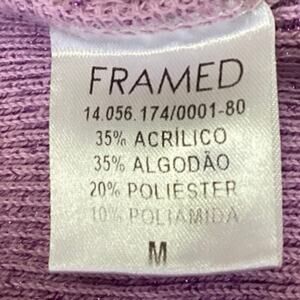 FRAMED
14.056.174/0001-80
35% ACRÍLICO
35% ALGODÃO
20% POLIÉSTER
10% POLIAMIDA
M